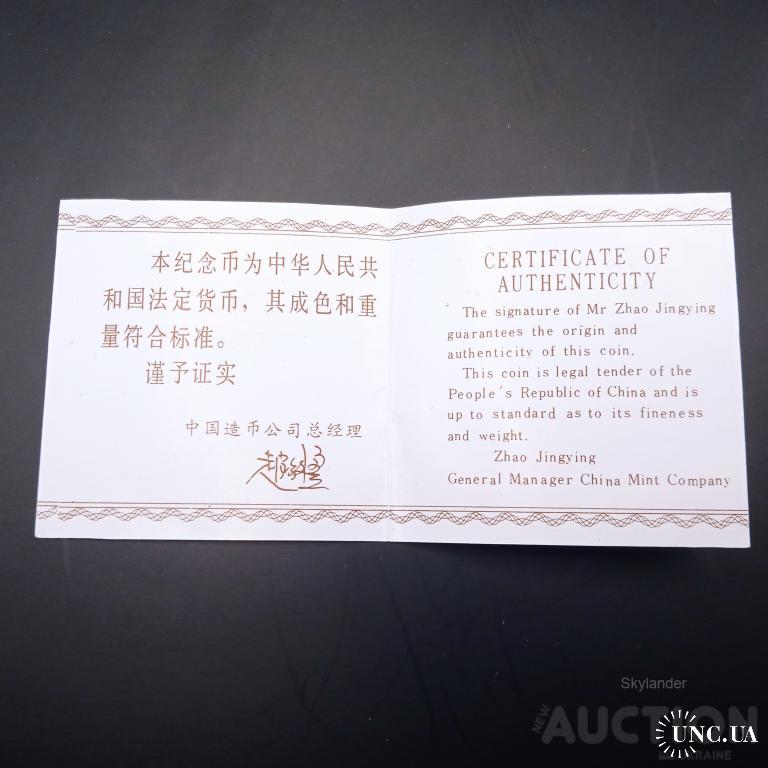 本纪念币为中华人民共
和国法定货币，其成色和重
量符合标准。
谨予证实
中国造币公司总经理
CERTIFICATE OF
AUTHENTICITY
The signature of Mr Zhao Jingying
guarantees the origin and
authenticity of this coin.
This coin is legal tender of the
People's Republic of China and is
up to standard as to its fineness
and weight.
Zhao Jingying
General Manager China Mint Company
Skylander
NEW
AUCTION
UKRAINE
UNC.UA